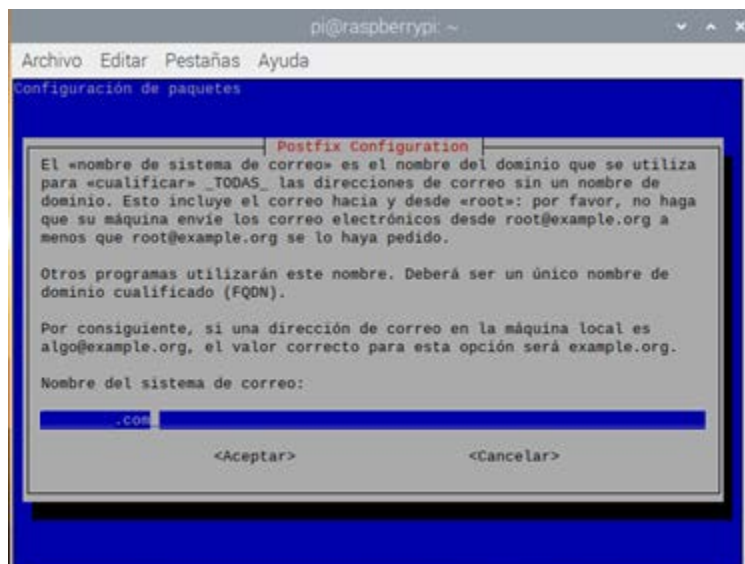 pi@raspberrypi: ~
Archivo Editar Pestañas Ayuda
Configuración de paquetes
Postfix Configuration
El «nombre de sistema de correo» es el nombre del dominio que se utiliza
para «cualificar» _TODAS_ las direcciones de correo sin un nombre de
dominio. Esto incluye el correo hacia y desde «root»: por favor, no haga
que su máquina envíe los correo electrónicos desde root@example.org a
menos que root@example.org se lo haya pedido.
Otros programas utilizarán este nombre. Deberá ser un único nombre de
dominio cualificado (FQDN).
Por consiguiente, si una dirección de correo en la máquina local es
algo@example.org, el valor correcto para esta opción será example.org.
Nombre del sistema de correo:
.com
<Aceptar> <Cancelar>